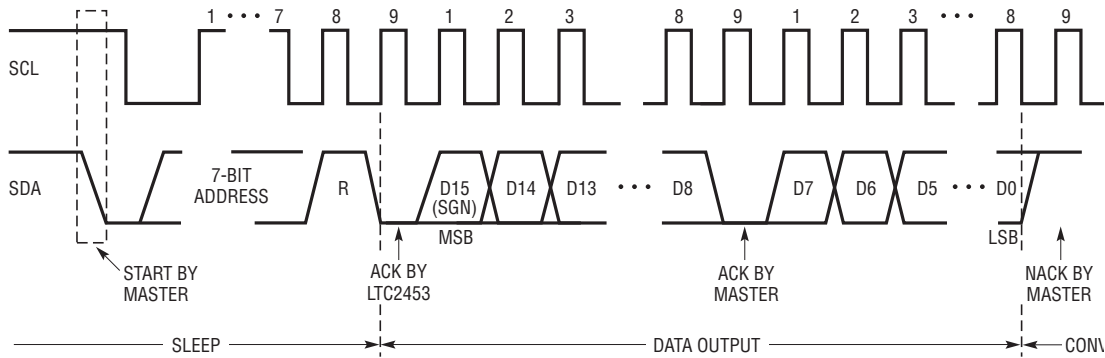 1 • • • 7 8 9 1 2 3 8 9 1 2 3 • • • 8 9
SCL
SDA
7-BIT
ADDRESS
R
D15
(SGN)
D14
D13
• • •
D8
D7
D6
D5
• • •
D0
MSB
LSB
START BY
MASTER
ACK BY
LTC2453
ACK BY
MASTER
NACK BY
MASTER
SLEEP
DATA OUTPUT
CONV